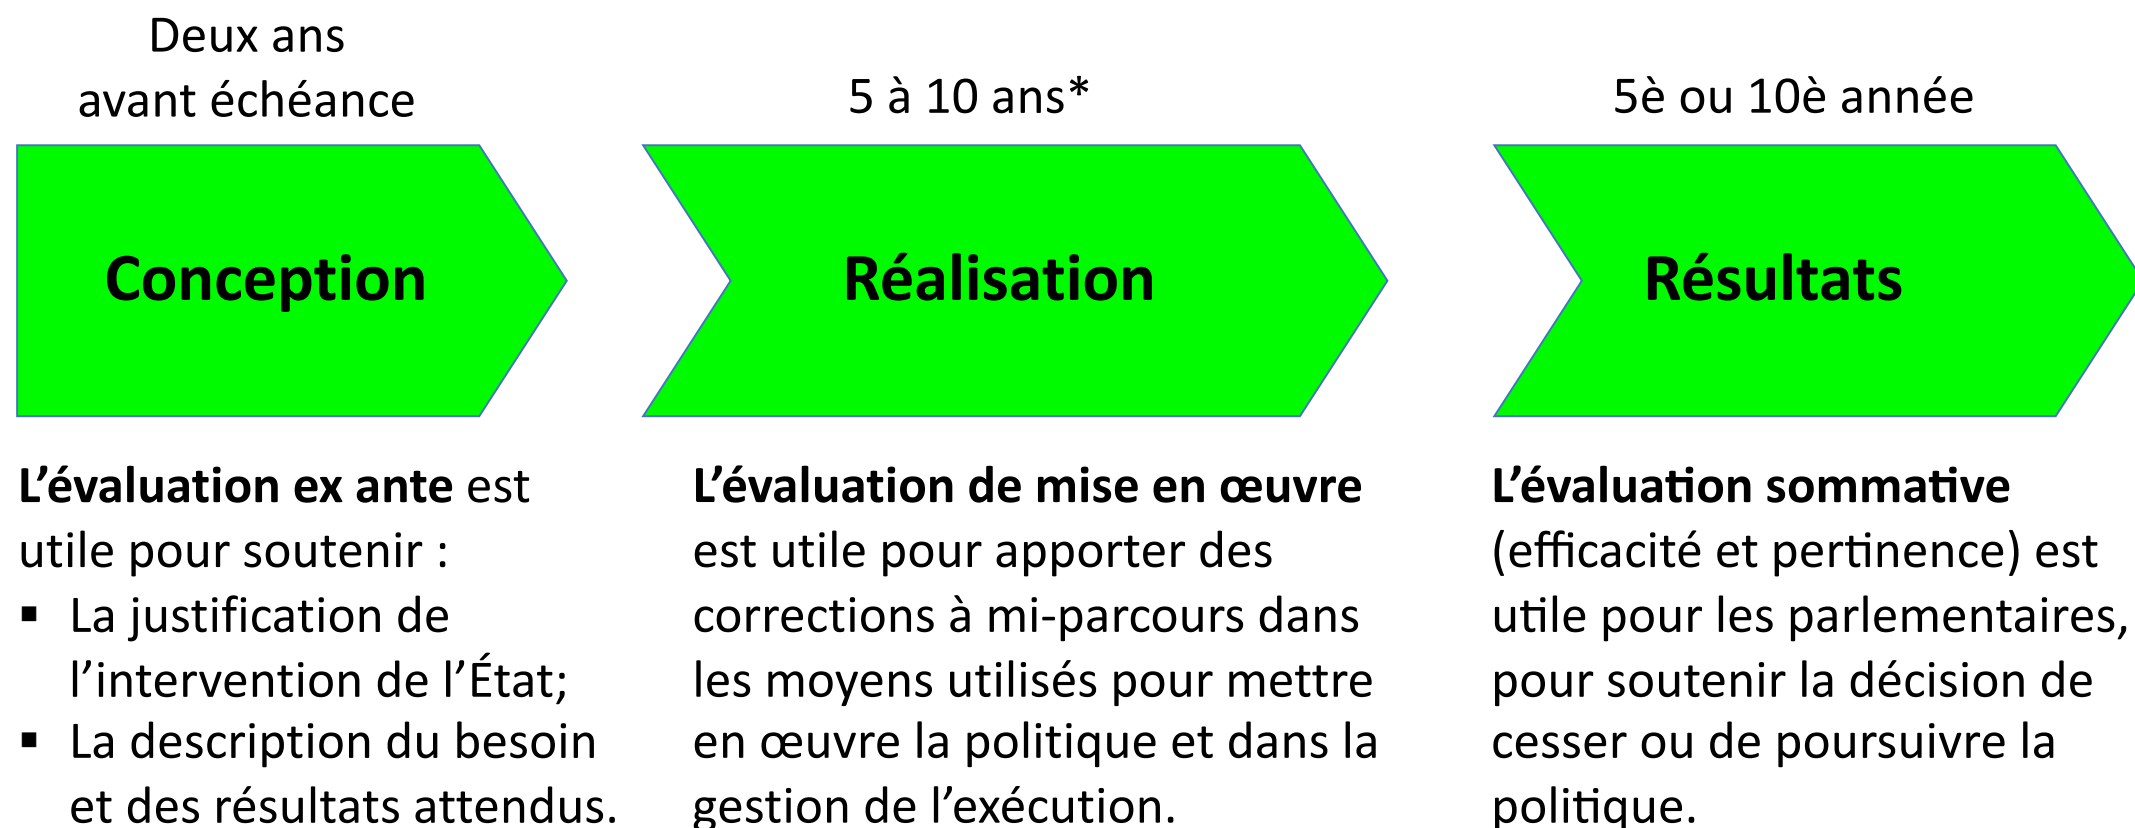 Deux ans
avant échéance
5 à 10 ans*
5è ou 10è année
Conception
Réalisation
Résultats
L’évaluation ex ante est
utile pour soutenir :
▪ La justification de
l’intervention de l’État;
▪ La description du besoin
et des résultats attendus.
L’évaluation de mise en œuvre
est utile pour apporter des
corrections à mi-parcours dans
les moyens utilisés pour mettre
en œuvre la politique et dans la
gestion de l’exécution.
L’évaluation sommative
(efficacité et pertinence) est
utile pour les parlementaires,
pour soutenir la décision de
cesser ou de poursuivre la
politique.